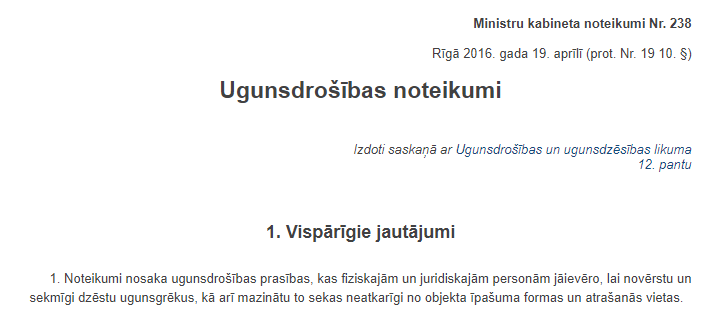 Ministru kabineta noteikumi Nr. 238
Rīgā 2016. gada 19. aprīlī (prot. Nr. 19 10. §)
Ugunsdrošības noteikumi
Izdoti saskaņā ar Ugunsdrošības un ugunsdzēsības likuma
12. pantu
1. Vispārīgie jautājumi
1. Noteikumi nosaka ugunsdrošības prasības, kas fiziskajām un juridiskajām personām jāievēro, lai novērstu un
sekmīgi dzēstu ugunsgrēkus, kā arī mazinātu to sekas neatkarīgi no objekta īpašuma formas un atrašanās vietas.